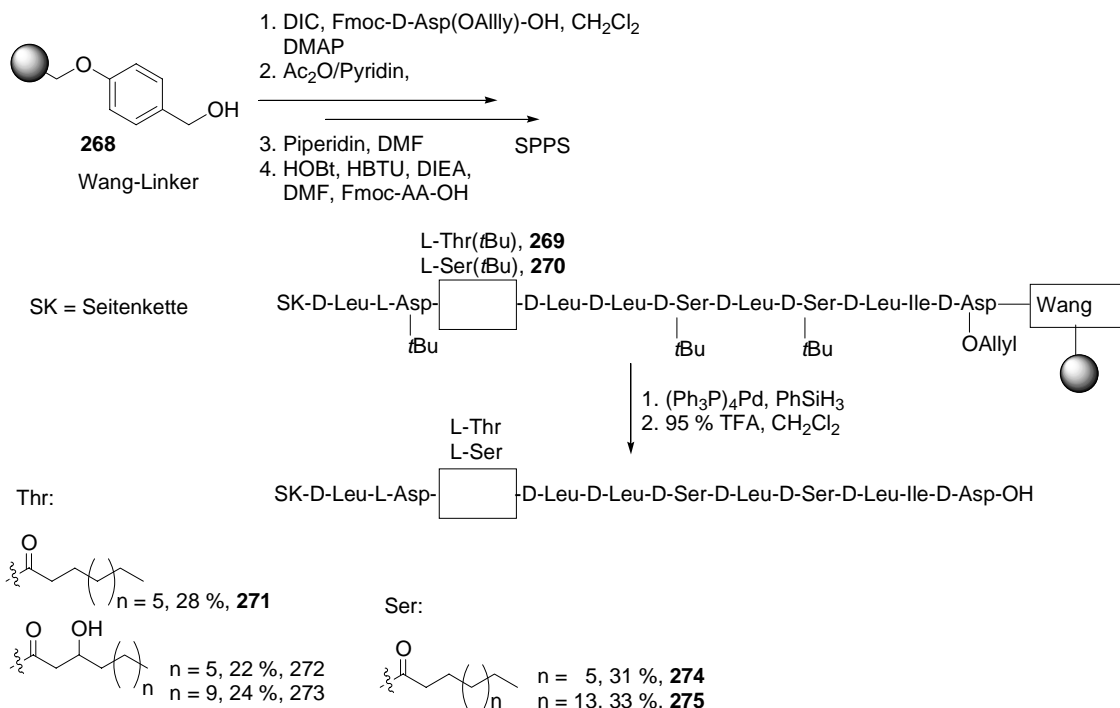 1. DIC, Fmoc-D-Asp(OAllly)-OH, CH2Cl2
DMAP
2. Ac2O/Pyridin,
O
OH
268
Wang-Linker
3. Piperidin, DMF
4. HOBt, HBTU, DIEA,
DMF, Fmoc-AA-OH
SPPS
L-Thr(tBu), 269
L-Ser(tBu), 270
SK = Seitenkette
SK-D-Leu-L-Asp- -D-Leu-D-Leu-D-Ser-D-Leu-D-Ser-D-Leu-Ile-D-Asp Wang
tBu tBu tBu OAllyl
1. (Ph3P)4Pd, PhSiH3
2. 95 % TFA, CH2Cl2
L-Thr
L-Ser
SK-D-Leu-L-Asp- -D-Leu-D-Leu-D-Ser-D-Leu-D-Ser-D-Leu-Ile-D-Asp-OH
Thr:
O
n = 5, 28 %, 271
O OH
n
n = 5, 22 %, 272
n = 9, 24 %, 273
Ser:
O
n
n = 5, 31 %, 274
n = 13, 33 %, 275